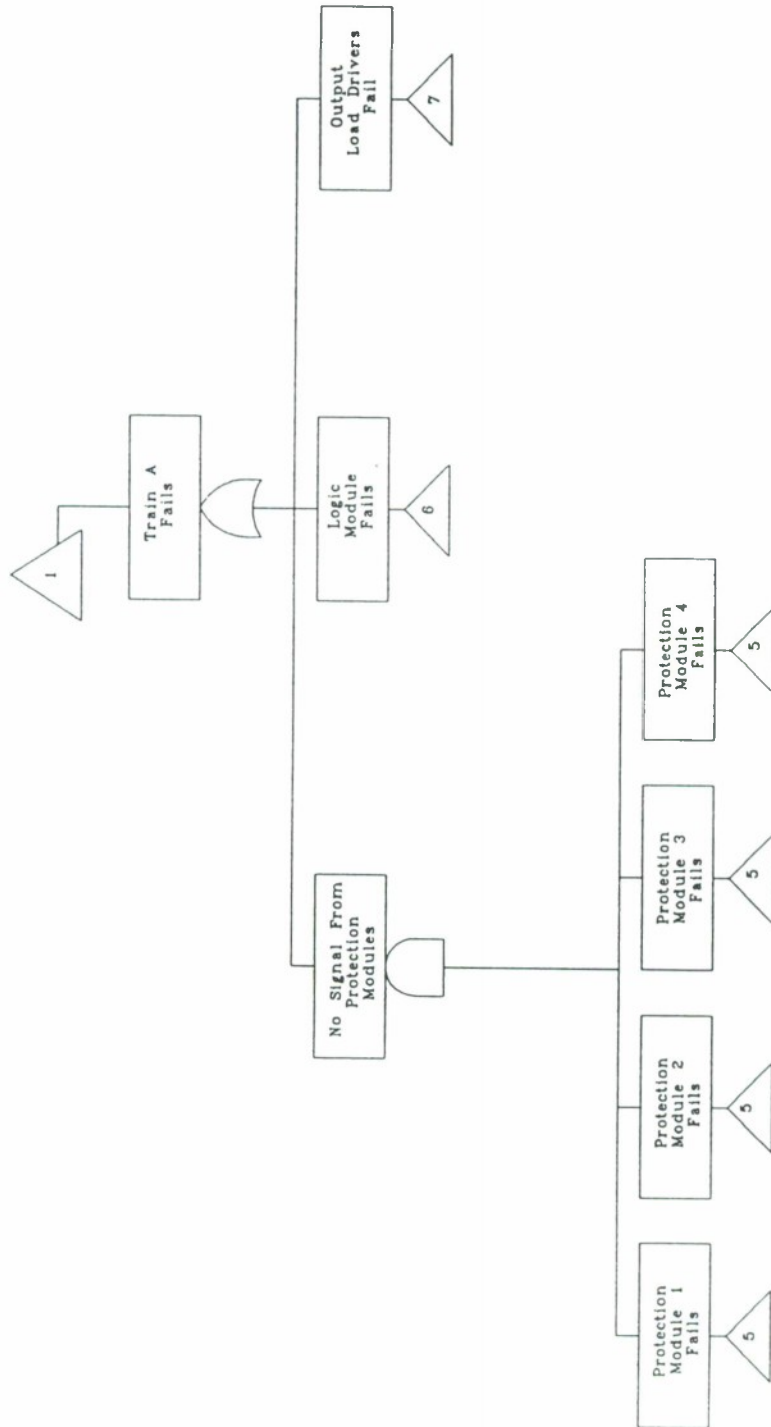 1
Train A
Fails
No Signal From
Protection
Modules
Logic
Module
Fails
6
Output
Load Drivers
Fail
7
Protection
Module 1
Fails
5
Protection
Module 2
Fails
5
Protection
Module 3
Fails
5
Protection
Module 4
Fails
5